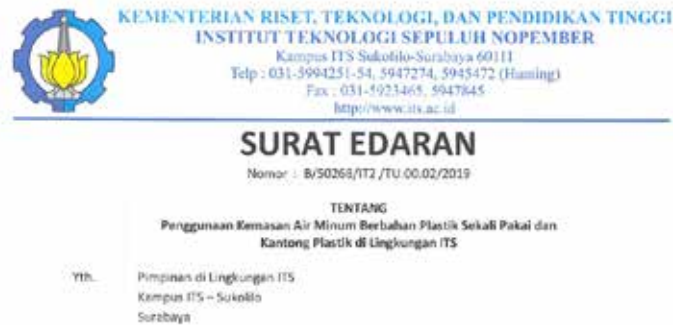 KEMENTERIAN RISET, TEKNOLOGI, DAN PENDIDIKAN TINGGI
INSTITUT TEKNOLOGI SEPULUH NOPEMBER
Kampus ITS Sukolilo-Surabaya 60111
Telp : 031-5994251-54, 5947274, 5945472 (Hunting)
Fax : 031-5923465, 5947845
http://www.its.ac.id
SURAT EDARAN
Nomor : B/50268/IT2 /TU.00.02/2019
TENTANG
Penggunaan Kemasan Air Minum Berbahan Plastik Sekali Pakai dan
Kantong Plastik di Lingkungan ITS
Yth. Pimpinan di Lingkungan ITS
Kampus ITS – Sukolilo
Surabaya